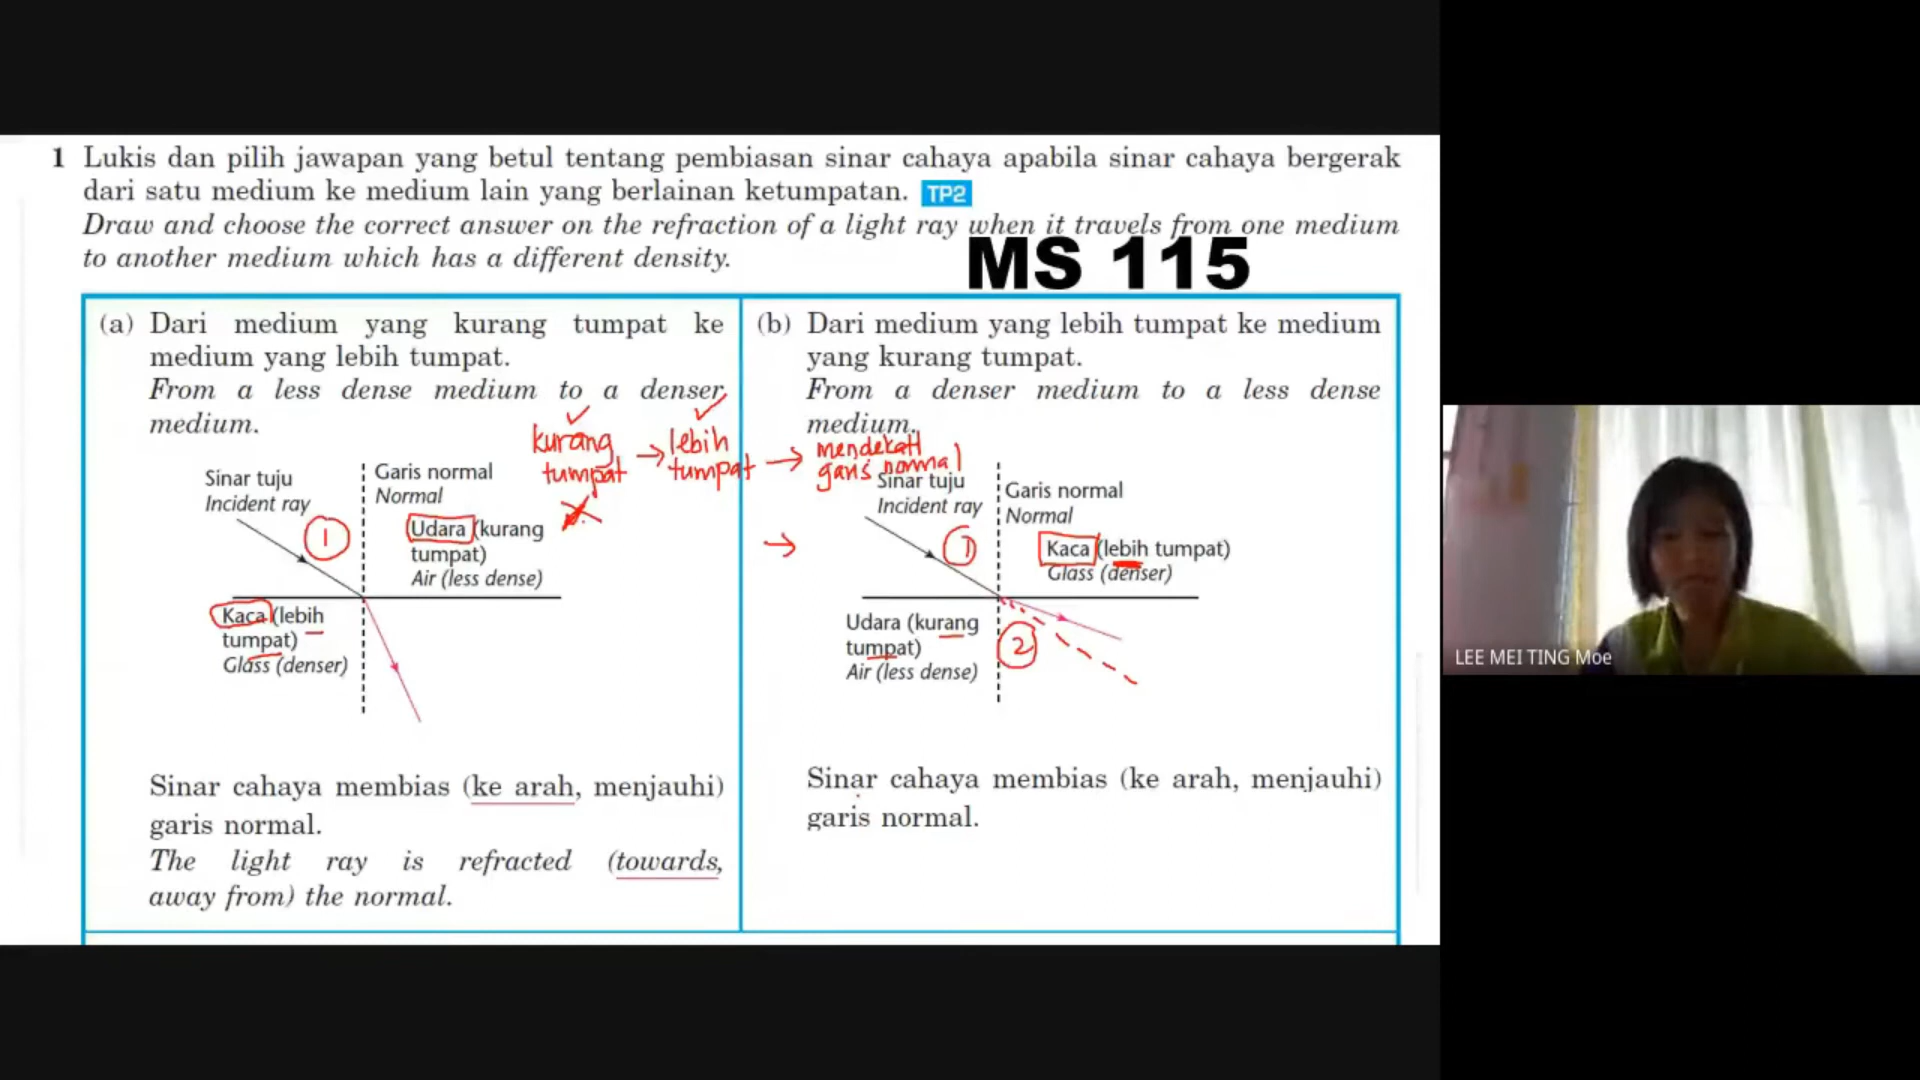 1 Lukis dan pilih jawapan yang betul tentang pembiasan sinar cahaya apabila sinar cahaya bergerak
dari satu medium ke medium lain yang berlainan ketumpatan. TP2
Draw and choose the correct answer on the refraction of a light ray when it travels from one medium
to another medium which has a different density.
MS 115
(a) Dari medium yang kurang tumpat ke
medium yang lebih tumpat.
From a less dense medium to a denser
medium.
kurang
tumpat → lebih
tumpat → mendekati
garis normal
Sinar tuju
Incident ray
Garis normal
Normal
1
Udara (kurang
tumpat)
Air (less dense)
Kaca (lebih
tumpat)
Glass (denser)
Sinar cahaya membias (ke arah, menjauhi)
garis normal.
The light ray is refracted (towards,
away from) the normal.
(b) Dari medium yang lebih tumpat ke medium
yang kurang tumpat.
From a denser medium to a less dense
medium.
→
Sinar tuju
Incident ray
Garis normal
Normal
1
Kaca (lebih tumpat)
Glass (denser)
Udara (kurang
tumpat)
Air (less dense)
2
Sinar cahaya membias (ke arah, menjauhi)
garis normal.
LEE MEI TING Moe